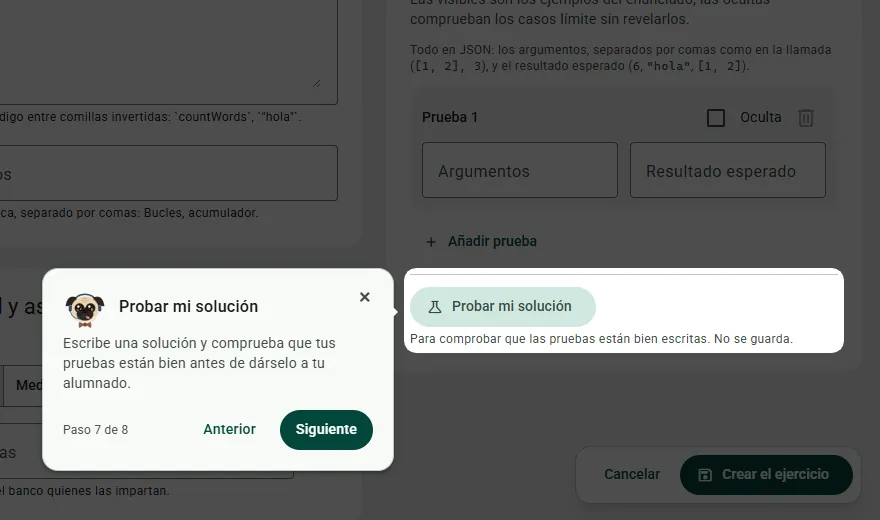 Las visibles son los ejemplos del enunciado, las ocultas
comprueban los casos límite sin revelarlos.
Todo en JSON: los argumentos, separados por comas como en la llamada
([1, 2], 3), y el resultado esperado (6, "hola", [1, 2]).
digo entre comillas invertidas: `countWords`, `"hola"`.
os
ca, separado por comas: Bucles, acumulador.
Prueba 1
Oculta
Argumentos
Resultado esperado
+ Añadir prueba
Probar mi solución
Para comprobar que las pruebas están bien escritas. No se guarda.
d y as
Med
as
el banco quienes las impartan.
Probar mi solución
×
Escribe una solución y comprueba que tus
pruebas están bien antes de dárselo a tu
alumnado.
Paso 7 de 8
Anterior
Siguiente
Cancelar
Crear el ejercicio